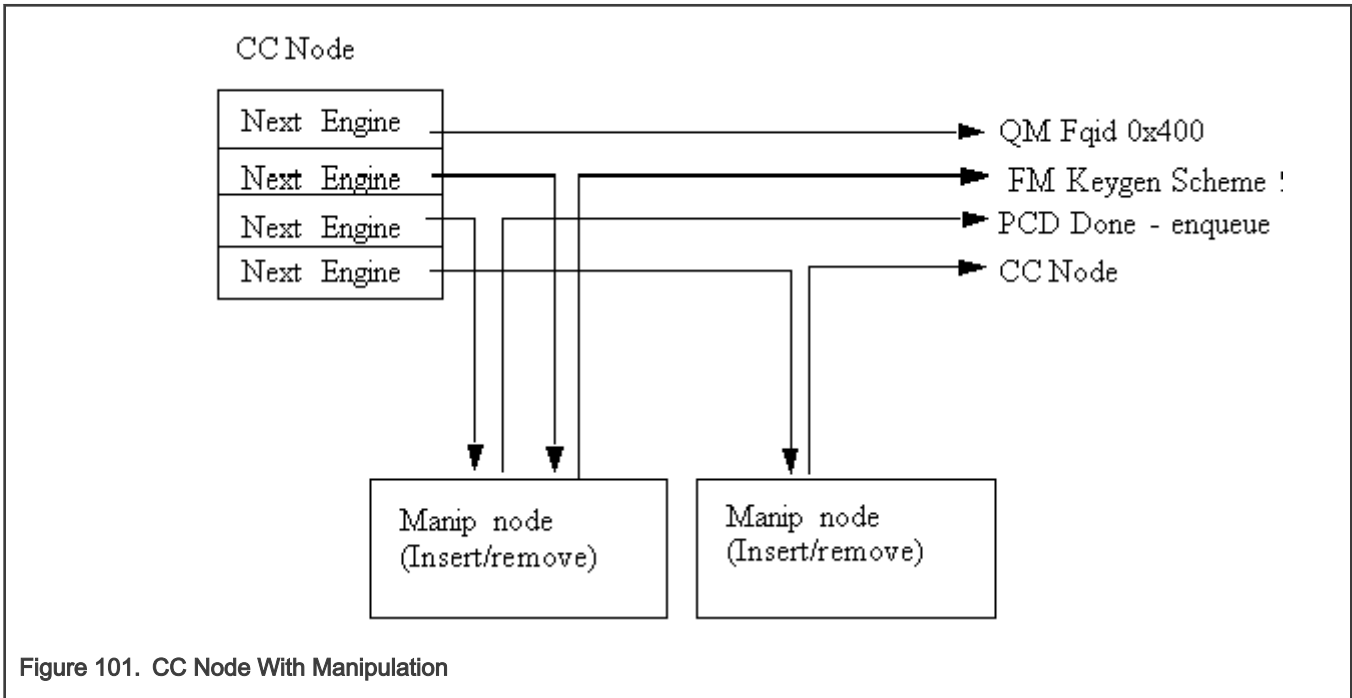 CC Node
Next Engine
QM Fqid 0x400
Next Engine
FM Keygen Scheme
Next Engine
PCD Done - enqueue
Next Engine
CC Node
Manip node
(Insert/remove)
Manip node
(Insert/remove)
Figure 101. CC Node With Manipulation